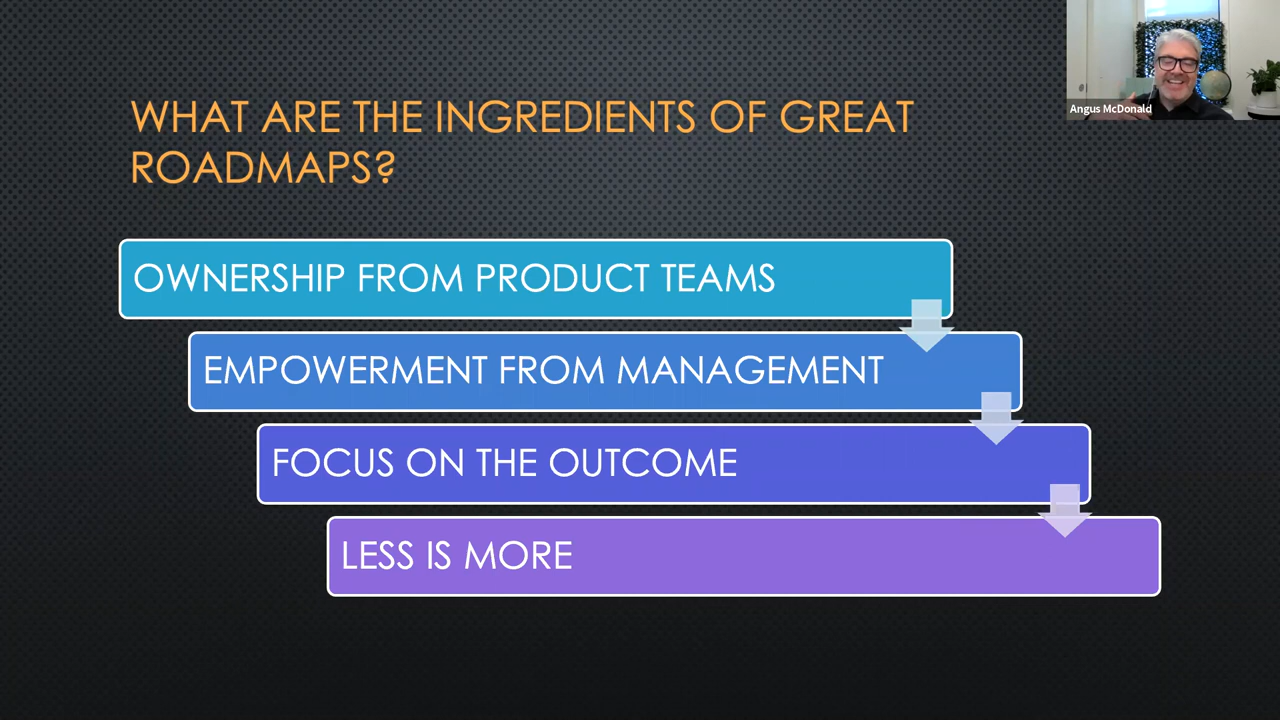 WHAT ARE THE INGREDIENTS OF GREAT
ROADMAPS?
Angus McDonald
OWNERSHIP FROM PRODUCT TEAMS
EMPOWERMENT FROM MANAGEMENT
FOCUS ON THE OUTCOME
LESS IS MORE